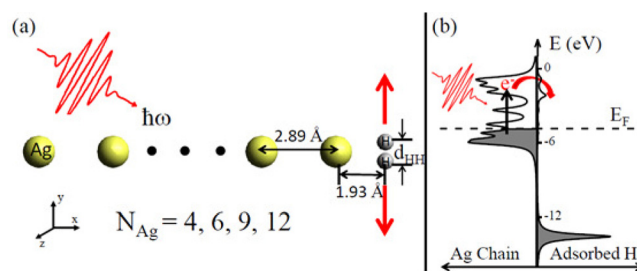 (a)
ħω
2.89 Å
Ag
H
H
d_HH
1.93 Å
y
x
z
N_Ag = 4, 6, 9, 12
(b)
E (eV)
0
e⁻
E_F
-6
-12
Ag Chain
Adsorbed H